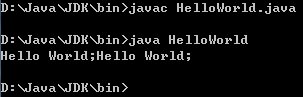 D:\Java\JDK\bin>javac HelloWorld.java
D:\Java\JDK\bin>java HelloWorld
Hello World;Hello World;
D:\Java\JDK\bin>